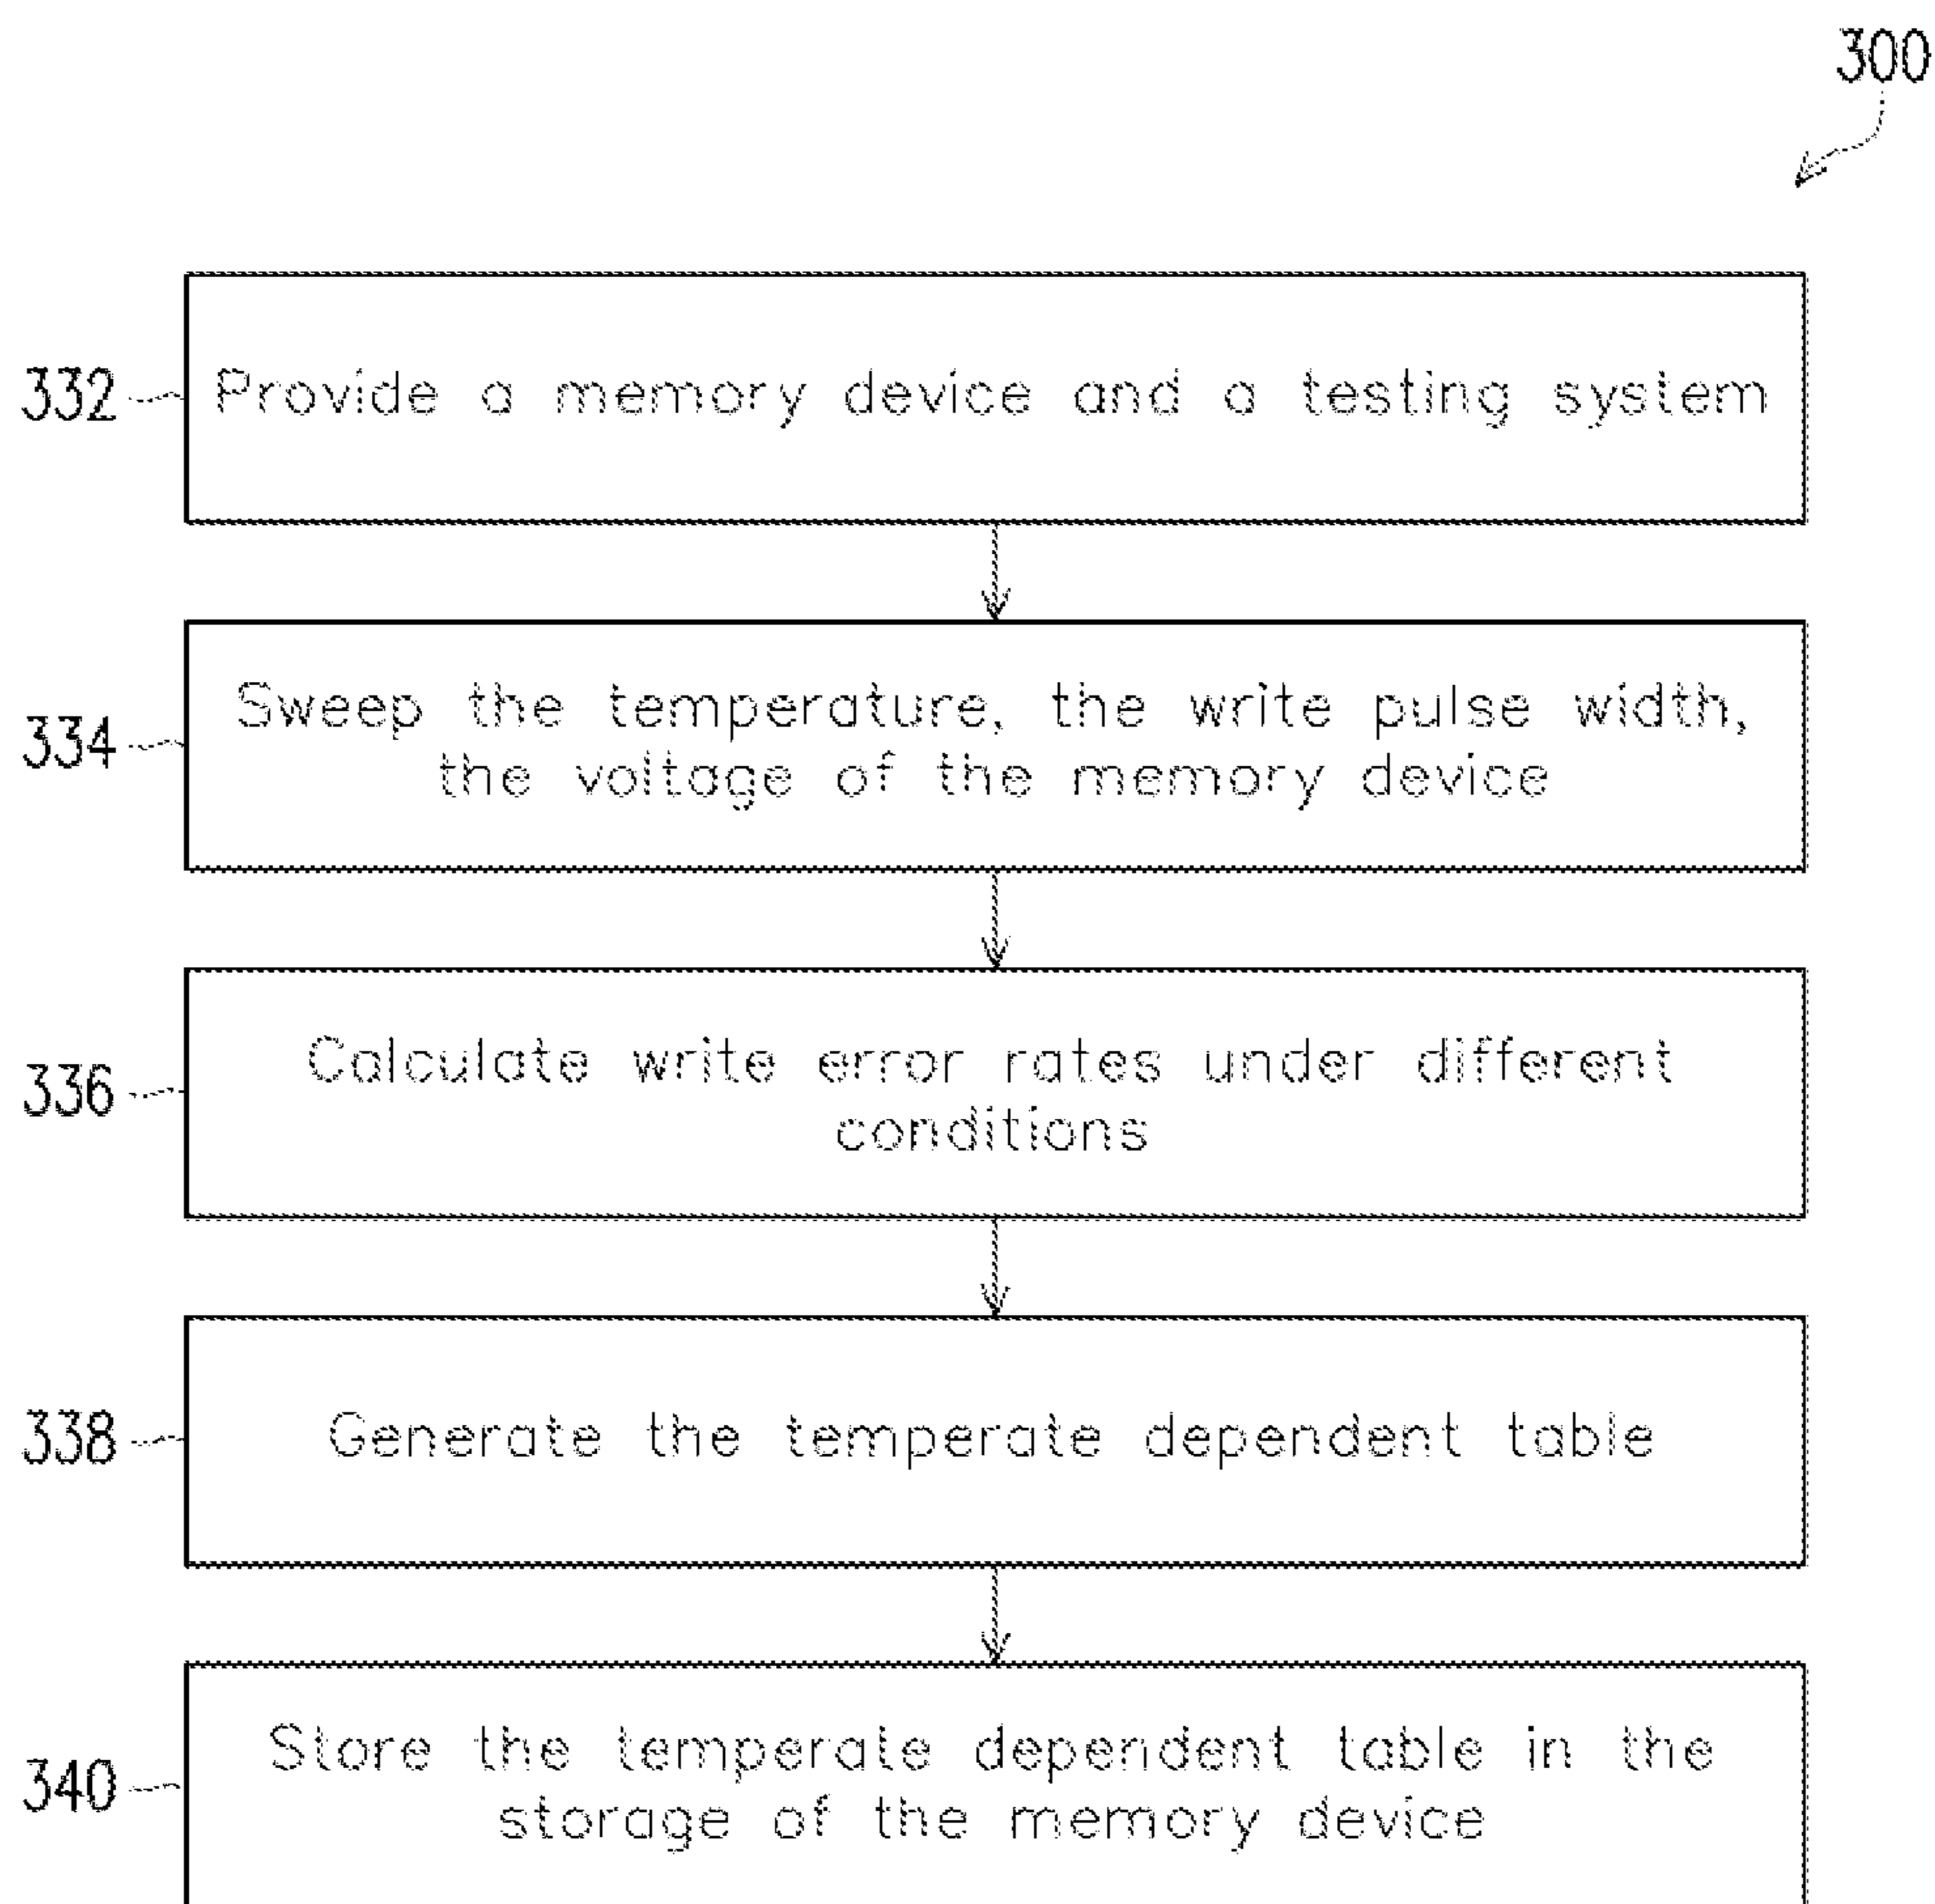 300
332 Provide a memory device and a testing system
334 Sweep the temperature, the write pulse width,
the voltage of the memory device
336 Calculate write error rates under different
conditions
338 Generate the temperate dependent table
340 Store the temperate dependent table in the
storage of the memory device